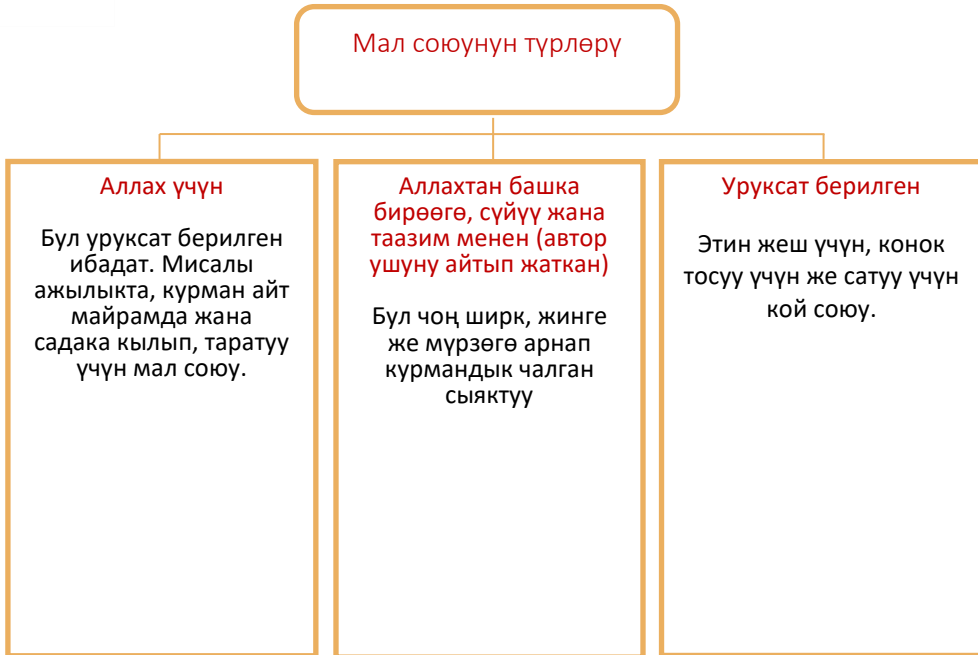 Мал союунун түрлөрү
Аллах үчүн
Бул уруксат берилген
ибадат. Мисалы
ажылыкта, курман айт
майрамда жана
садака кылып, таратуу
үчүн мал союу.
Аллахтан башка
бирөөгө, сүйүү жана
таазим менен (автор
ушуну айтып жаткан)
Бул чоң ширк, жинге
же мүрзөгө арнап
курмандык чалган
сыяктуу
Уруксат берилген
Этин жеш үчүн, конок
тосуу үчүн же сатуу үчүн
кой союу.